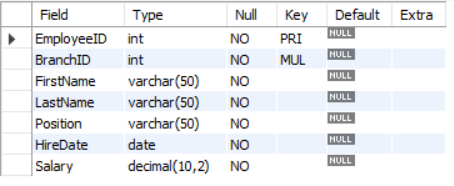 Field Type Null Key Default Extra
EmployeeID int NO PRI NULL
BranchID int NO MUL NULL
FirstName varchar(50) NO NULL
LastName varchar(50) NO NULL
Position varchar(50) NO NULL
HireDate date NO NULL
Salary decimal(10,2) NO NULL